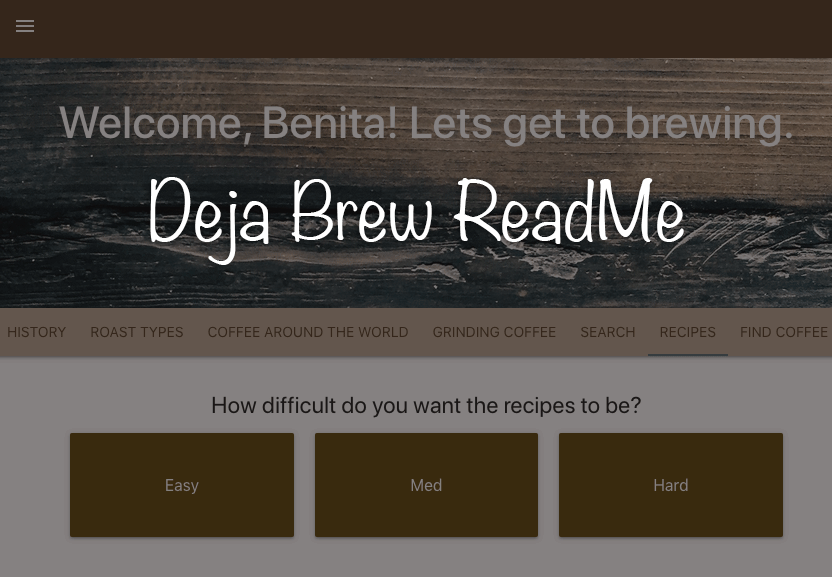 Welcome, Benita! Lets get to brewing.
Deja Brew ReadMe
HISTORY ROAST TYPES COFFEE AROUND THE WORLD GRINDING COFFEE SEARCH RECIPES FIND COFFEE
How difficult do you want the recipes to be?
Easy Med Hard